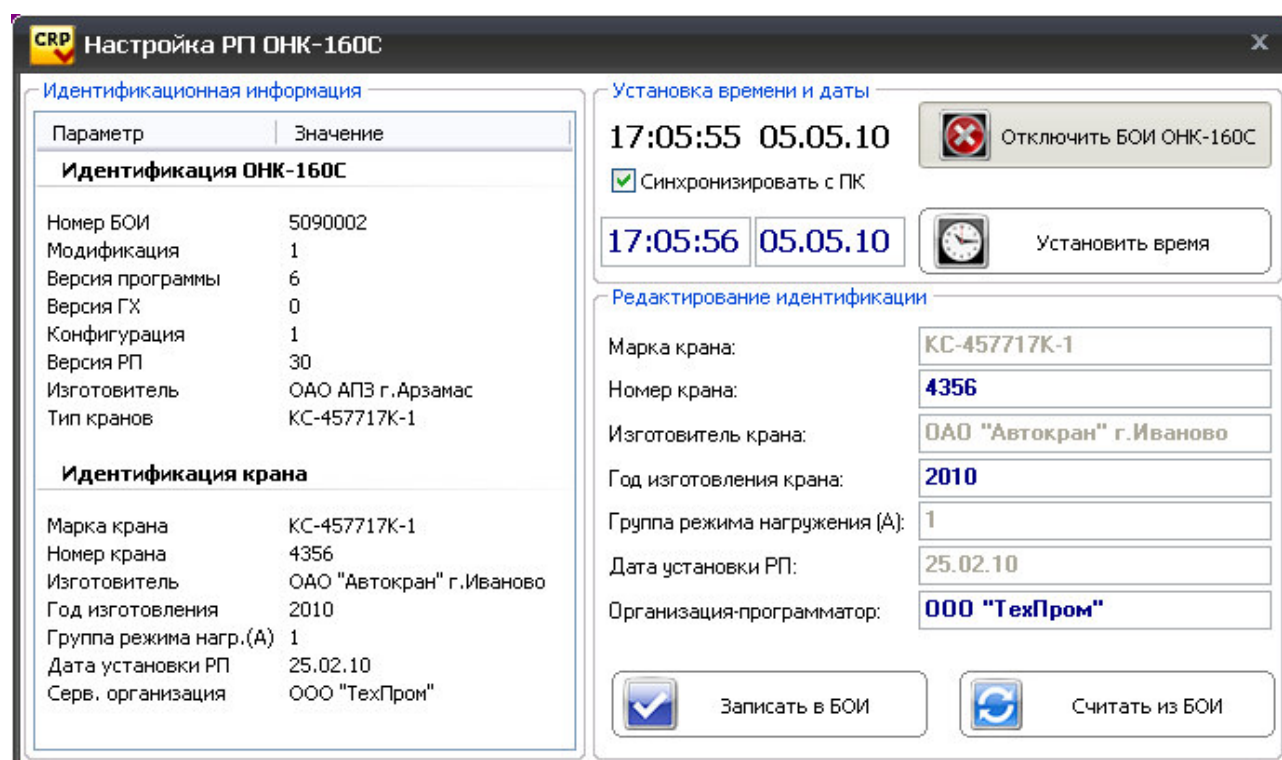 CRP Настройка РП ОНК-160С x
Идентификационная информация
Параметр Значение
Идентификация ОНК-160С
Номер БОИ 5090002
Модификация 1
Версия программы 6
Версия ГХ 0
Конфигурация 1
Версия РП 30
Изготовитель ОАО АПЗ г.Арзамас
Тип кранов КС-457717К-1
Идентификация крана
Марка крана КС-457717К-1
Номер крана 4356
Изготовитель ОАО "Автокран" г.Иваново
Год изготовления 2010
Группа режима нагр.(А) 1
Дата установки РП 25.02.10
Серв. организация ООО "ТехПром"
Установка времени и даты
17:05:55 05.05.10
Отключить БОИ ОНК-160С
Синхронизировать с ПК
17:05:56 05.05.10
Установить время
Редактирование идентификации
Марка крана: КС-457717К-1
Номер крана: 4356
Изготовитель крана: ОАО "Автокран" г.Иваново
Год изготовления крана: 2010
Группа режима нагружения (А): 1
Дата установки РП: 25.02.10
Организация-программатор: ООО "ТехПром"
Записать в БОИ
Считать из БОИ